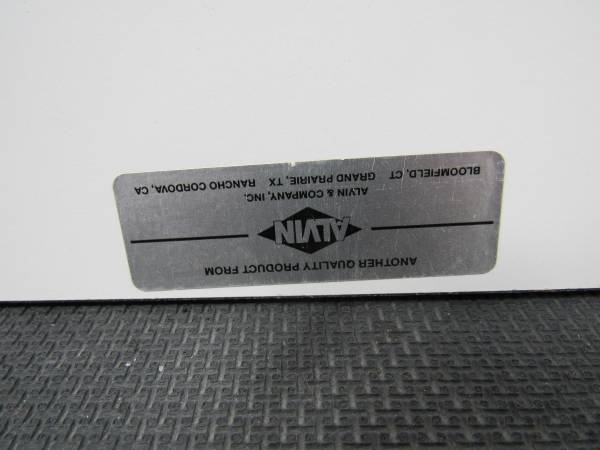 ANOTHER QUALITY PRODUCT FROM
ALVIN
ALVIN & COMPANY, INC.
BLOOMFIELD, CT GRAND PRAIRIE, TX RANCHO CORDOVA, CA